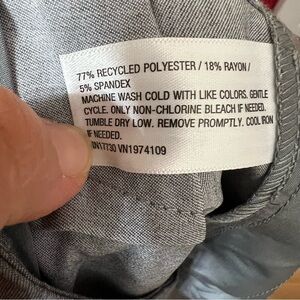 77% RECYCLED POLYESTER / 18% RAYON /
5% SPANDEX
MACHINE WASH COLD WITH LIKE COLORS. GENTLE
CYCLE. ONLY NON-CHLORINE BLEACH IF NEEDED.
TUMBLE DRY LOW. REMOVE PROMPTLY. COOL IRON
IF NEEDED.
17730 VN1974109